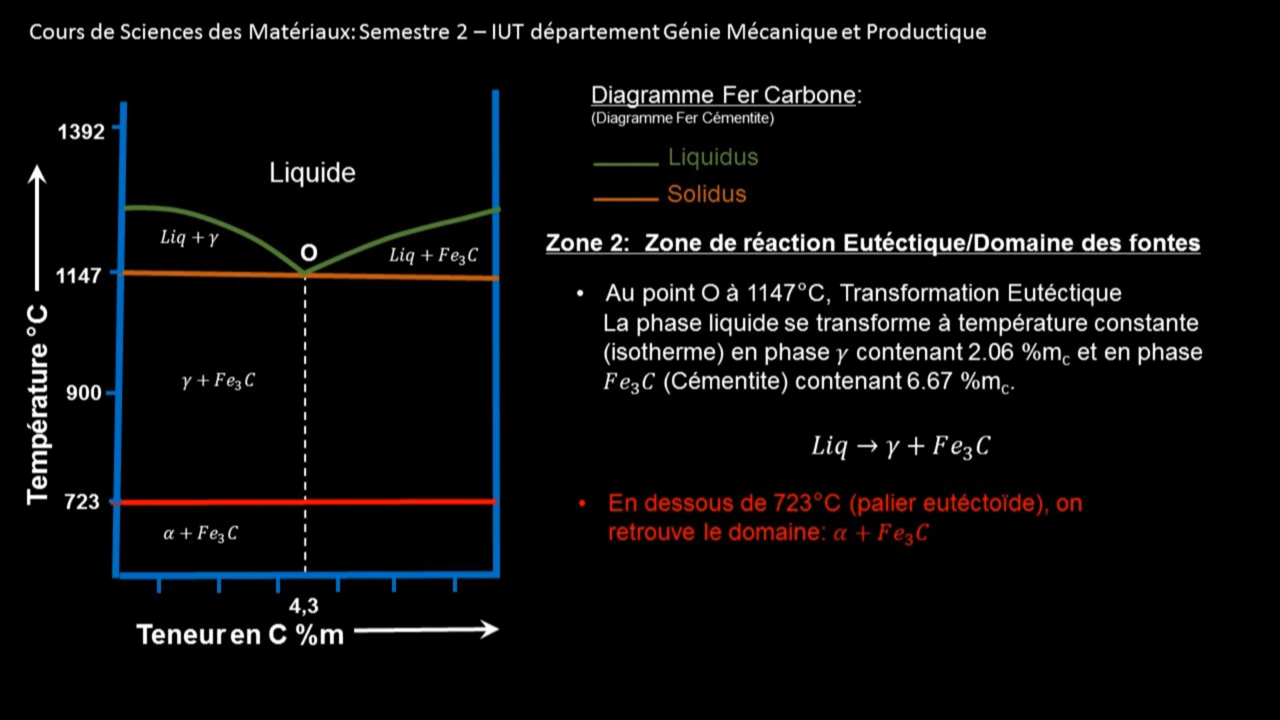 Cours de Sciences des Matériaux: Semestre 2 – IUT département Génie Mécanique et Productique
Diagramme Fer Carbone:
(Diagramme Fer Cémentite)
Liquidus
Solidus
Zone 2: Zone de réaction Eutéctique/Domaine des fontes
• Au point O à 1147°C, Transformation Eutéctique
La phase liquide se transforme à température constante
(isotherme) en phase γ contenant 2.06 %m꜀ et en phase
Fe₃C (Cémentite) contenant 6.67 %m꜀.
Liq → γ + Fe₃C
• En dessous de 723°C (palier eutéctoïde), on
retrouve le domaine: α + Fe₃C
Température °C
1392
1147
900
723
Liquide
Liq + γ
O
Liq + Fe₃C
γ + Fe₃C
α + Fe₃C
4,3
Teneur en C %m